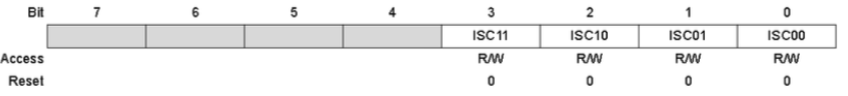 Bit 7 6 5 4 3 2 1 0
ISC11 ISC10 ISC01 ISC00
Access R/W R/W R/W R/W
Reset 0 0 0 0